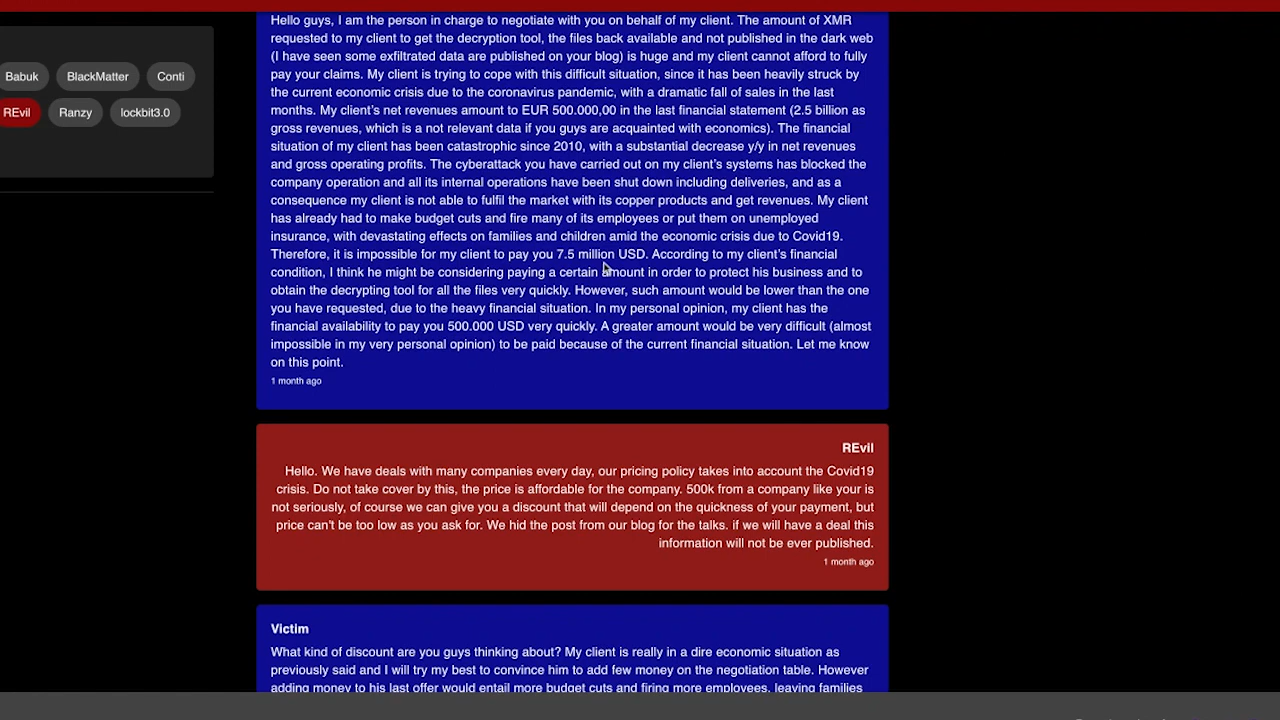 Hello guys, I am the person in charge to negotiate with you on behalf of my client. The amount of XMR
requested to my client to get the decryption tool, the files back available and not published in the dark web
(I have seen some exfiltrated data are published on your blog) is huge and my client cannot afford to fully
pay your claims. My client is trying to cope with this difficult situation, since it has been heavily struck by
the current economic crisis due to the coronavirus pandemic, with a dramatic fall of sales in the last
months. My client's net revenues amount to EUR 500.000,00 in the last financial statement (2.5 billion as
gross revenues, which is a not relevant data if you guys are acquainted with economics). The financial
situation of my client has been catastrophic since 2010, with a substantial decrease y/y in net revenues
and gross operating profits. The cyberattack you have carried out on my client's systems has blocked the
company operation and all its internal operations have been shut down including deliveries, and as a
consequence my client is not able to fulfil the market with its copper products and get revenues. My client
has already had to make budget cuts and fire many of its employees or put them on unemployed
insurance, with devastating effects on families and children amid the economic crisis due to Covid19.
Therefore, it is impossible for my client to pay you 7.5 million USD. According to my client's financial
condition, I think he might be considering paying a certain amount in order to protect his business and to
obtain the decrypting tool for all the files very quickly. However, such amount would be lower than the one
you have requested, due to the heavy financial situation. In my personal opinion, my client has the
financial availability to pay you 500.000 USD very quickly. A greater amount would be very difficult (almost
impossible in my very personal opinion) to be paid because of the current financial situation. Let me know
on this point.
1 month ago
Babuk BlackMatter Conti
REvil Ranzy lockbit3.0
REvil
Hello. We have deals with many companies every day, our pricing policy takes into account the Covid19
crisis. Do not take cover by this, the price is affordable for the company. 500k from a company like your is
not seriously, of course we can give you a discount that will depend on the quickness of your payment, but
price can't be too low as you ask for. We hid the post from our blog for the talks. if we will have a deal this
information will not be ever published.
1 month ago
Victim
What kind of discount are you guys thinking about? My client is really in a dire economic situation as
previously said and I will try my best to convince him to add few money on the negotiation table. However
adding money to his last offer would entail more budget cuts and firing more employees, leaving families